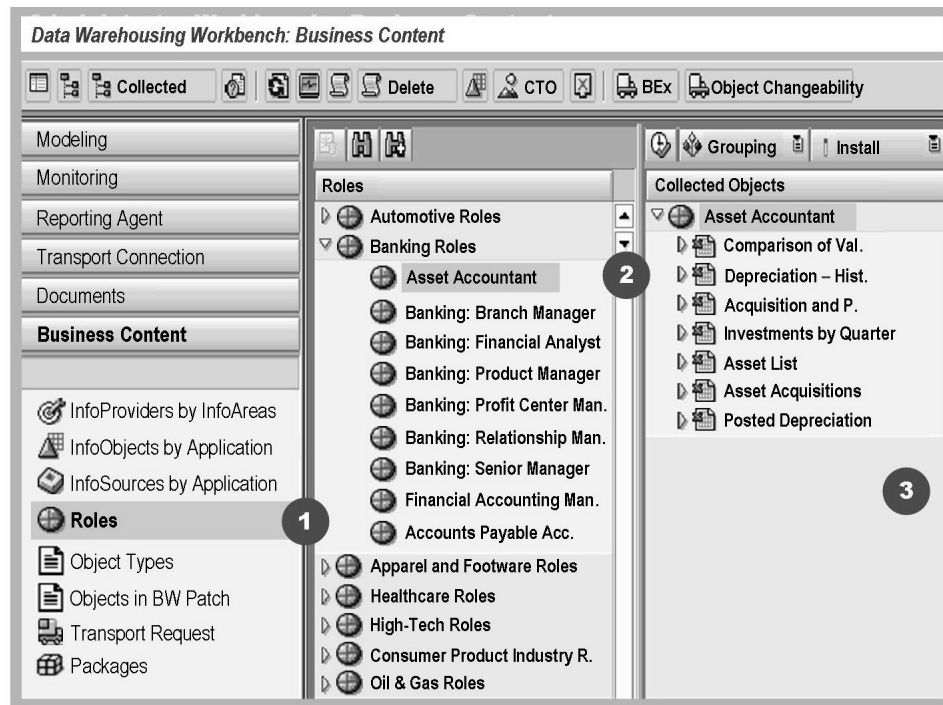 Data Warehousing Workbench: Business Content
Collected Delete CTO BEx Object Changeability
Modeling
Monitoring
Reporting Agent
Transport Connection
Documents
Business Content
InfoProviders by InfoAreas
InfoObjects by Application
InfoSources by Application
Roles
1
Object Types
Objects in BW Patch
Transport Request
Packages
Roles
Automotive Roles
Banking Roles
2
Asset Accountant
Banking: Branch Manager
Banking: Financial Analyst
Banking: Product Manager
Banking: Profit Center Man.
Banking: Relationship Man.
Banking: Senior Manager
Financial Accounting Man.
Accounts Payable Acc.
Apparel and Footware Roles
Healthcare Roles
High-Tech Roles
Consumer Product Industry R.
Oil & Gas Roles
Grouping Install
Collected Objects
Asset Accountant
Comparison of Val.
Depreciation – Hist.
Acquisition and P.
Investments by Quarter
Asset List
Asset Acquisitions
Posted Depreciation
3